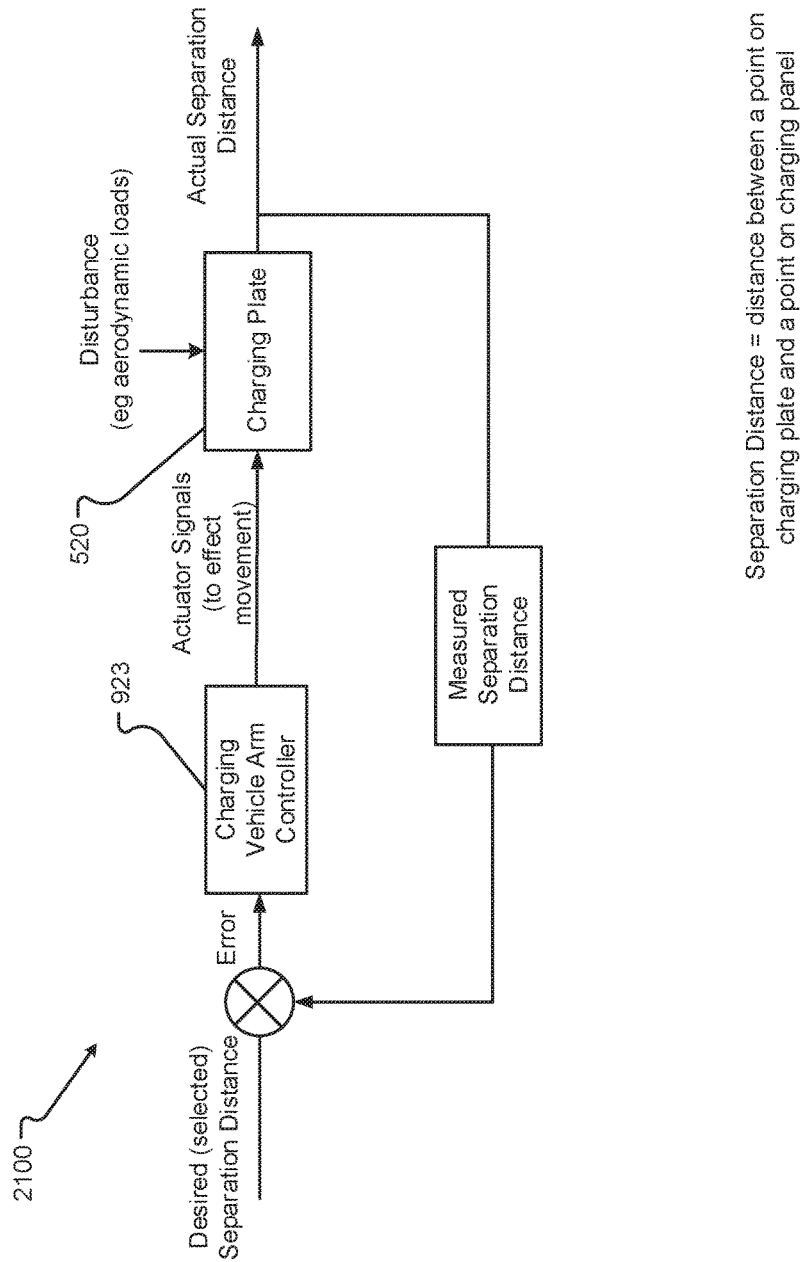 2100
Desired (selected)
Separation Distance
Error
923
Charging
Vehicle Arm
Controller
Actuator Signals
(to effect
movement)
520
Disturbance
(eg aerodynamic loads)
Charging Plate
Actual Separation
Distance
Measured
Separation
Distance
Separation Distance = distance between a point on
charging plate and a point on charging panel